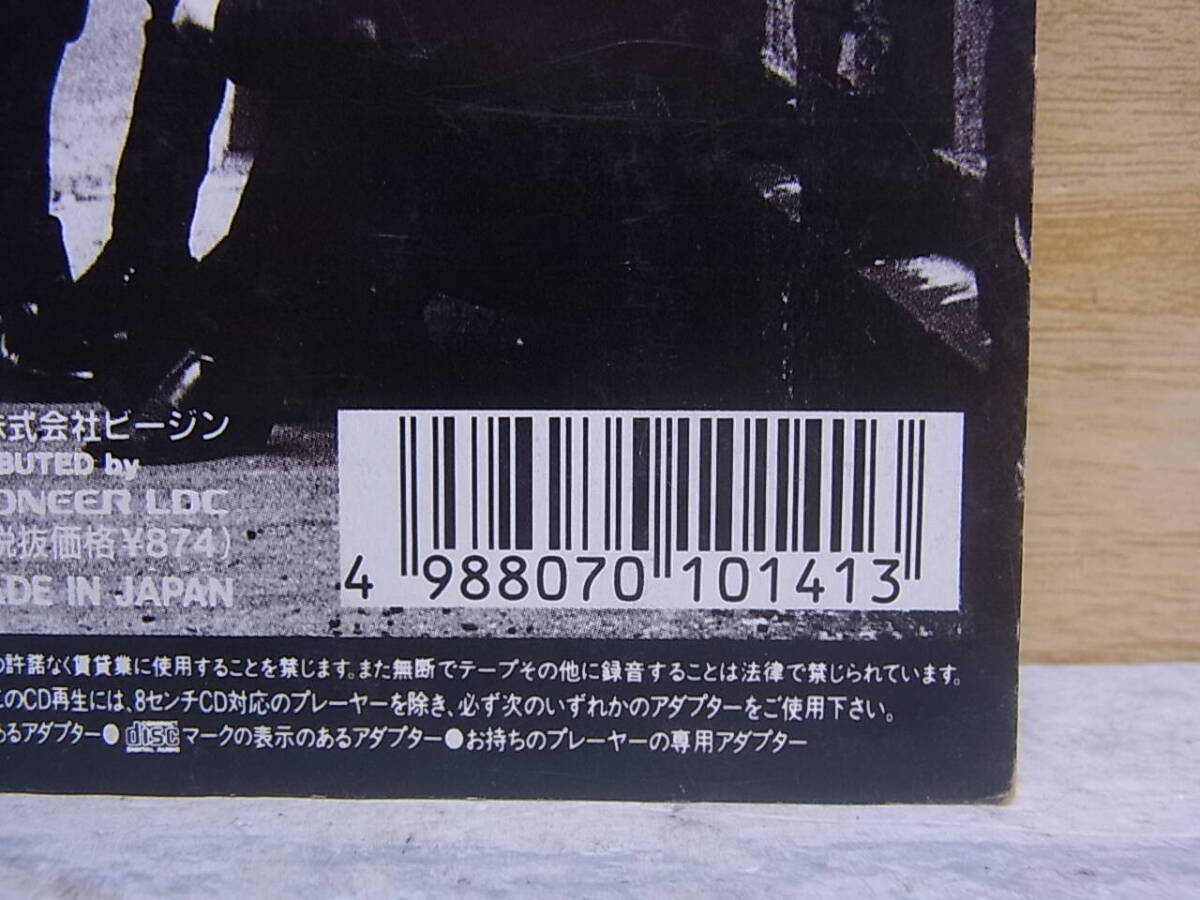 株式会社ビージン
BUTED by
ONEER LDC
税抜価格¥874)
ADE IN JAPAN
4 988070 101413
の許諾なく賃貸業に使用することを禁じます。また無断でテープその他に録音することは法律で禁じられています。
このCD再生には、8センチCD対応のプレーヤーを除き、必ず次のいずれかのアダプターをご使用下さい。
あるアダプター● disc DIGITAL AUDIO マークの表示のあるアダプター●お持ちのプレーヤーの専用アダプター